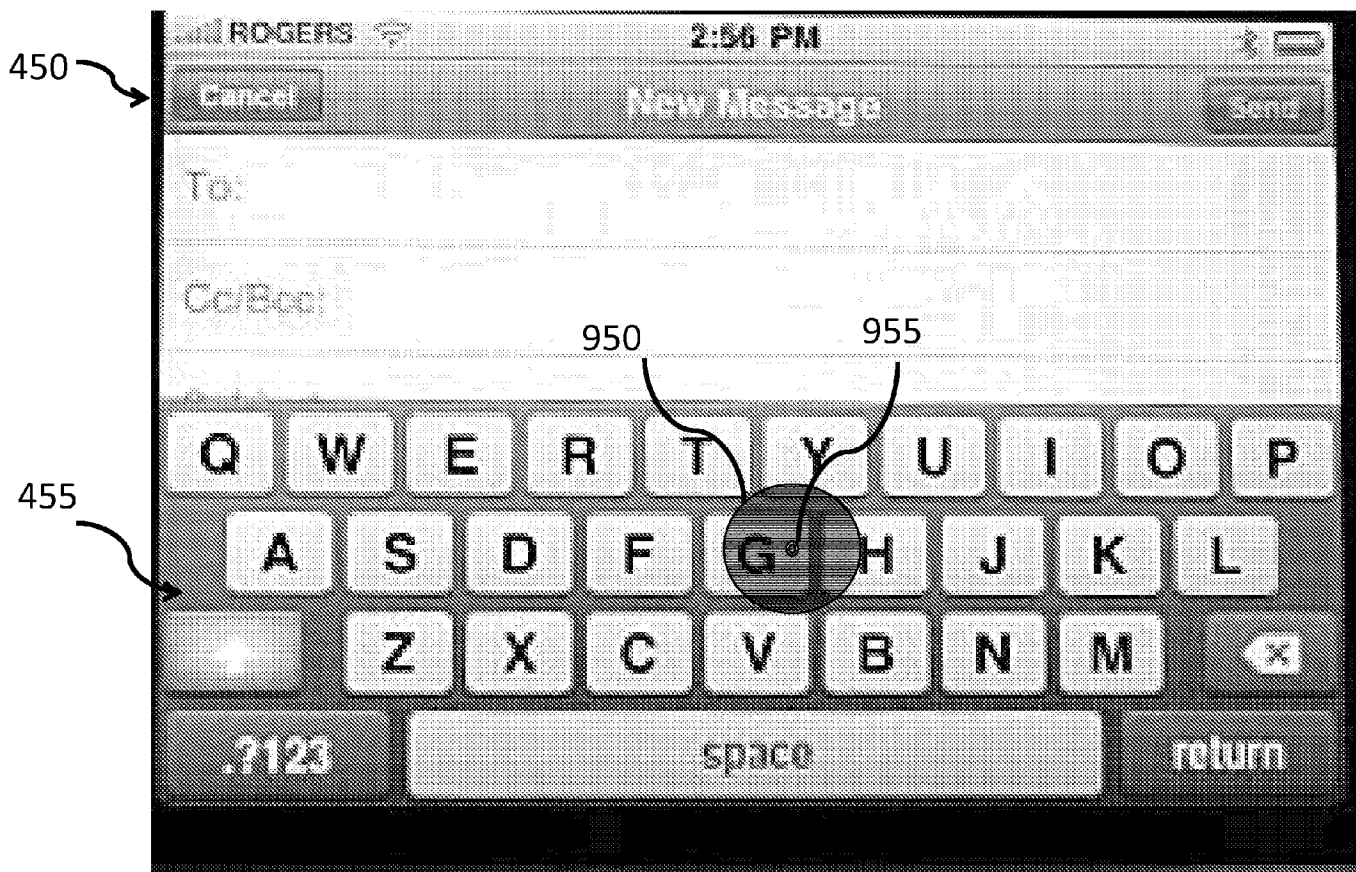 ROGERS 2:56 PM
450
Cancel New Message Send
To:
Cc/Bcc:
950 955
Q W E R T Y U I O P
455
A S D F G H J K L
Z X C V B N M
.?123 space return